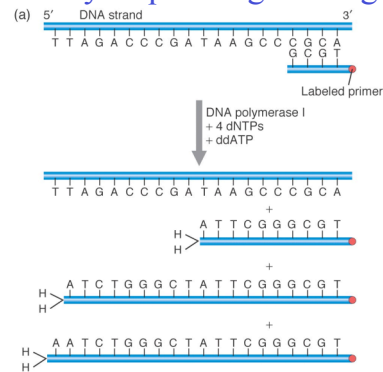 (a) 5′ DNA strand 3′
T T A G A C C C G A T A A G C C C G C A
G C G T
Labeled primer
DNA polymerase I
+ 4 dNTPs
+ ddATP
T T A G A C C C G A T A A G C C C G C A
+
A T T C G G G C G T
H
H
+
A T C T G G G C T A T T C G G G C G T
H
H
+
A A T C T G G G C T A T T C G G G C G T
H
H